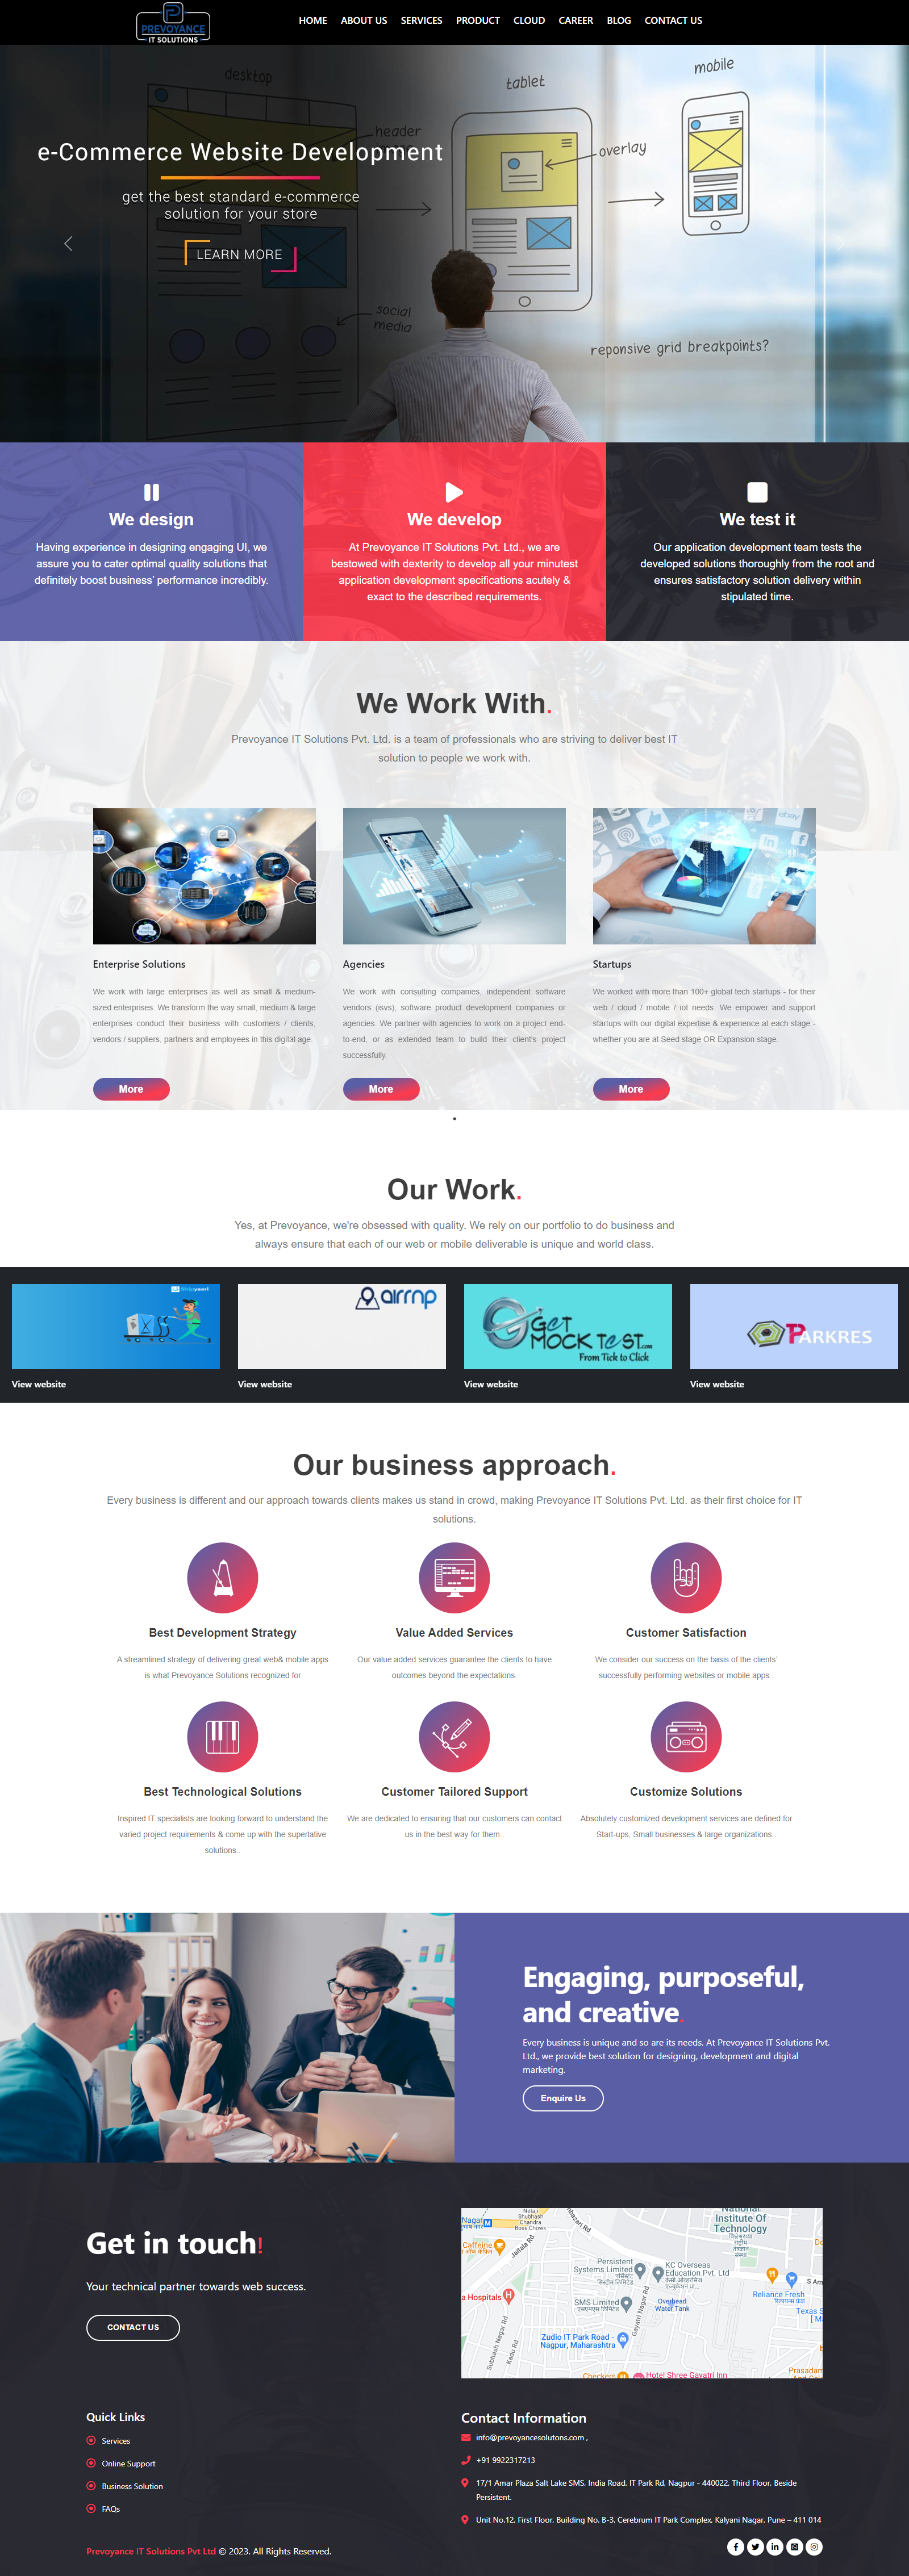 PREVOYANCE
IT SOLUTIONS
HOME ABOUT US SERVICES PRODUCT CLOUD CAREER BLOG CONTACT US
desktop
tablet
mobile
header
overlay
e-Commerce Website Development
get the best standard e-commerce
solution for your store
LEARN MORE
social
media
reponsive grid breakpoints?
We design
Having experience in designing engaging UI, we
assure you to cater optimal quality solutions that
definitely boost business' performance incredibly.
We develop
At Prevoyance IT Solutions Pvt. Ltd., we are
bestowed with dexterity to develop all your minutest
application development specifications acutely &
exact to the described requirements.
We test it
Our application development team tests the
developed solutions thoroughly from the root and
ensures satisfactory solution delivery within
stipulated time.
We Work With.
Prevoyance IT Solutions Pvt. Ltd. is a team of professionals who are striving to deliver best IT
solution to people we work with.
ebay
Enterprise Solutions
We work with large enterprises as well as small & medium-
sized enterprises. We transform the way small, medium & large
enterprises conduct their business with customers / clients,
vendors / suppliers, partners and employees in this digital age.
More
Agencies
We work with consulting companies, independent software
vendors (isvs), software product development companies or
agencies. We partner with agencies to work on a project end-
to-end, or as extended team to build their client's project
successfully.
More
Startups
We worked with more than 100+ global tech startups - for their
web / cloud / mobile / iot needs. We empower and support
startups with our digital expertise & experience at each stage -
whether you are at Seed stage OR Expansion stage.
More
Our Work.
Yes, at Prevoyance, we're obsessed with quality. We rely on our portfolio to do business and
always ensure that each of our web or mobile deliverable is unique and world class.
airrnp
GET
MOCK TEST.com
From Tick to Click
PARKRES
View website
View website
View website
View website
Our business approach.
Every business is different and our approach towards clients makes us stand in crowd, making Prevoyance IT Solutions Pvt. Ltd. as their first choice for IT
solutions.
Best Development Strategy
A streamlined strategy of delivering great web& mobile apps
is what Prevoyance Solutions recognized for
Value Added Services
Our value added services guarantee the clients to have
outcomes beyond the expectations.
Customer Satisfaction
We consider our success on the basis of the clients'
successfully performing websites or mobile apps..
Best Technological Solutions
Inspired IT specialists are looking forward to understand the
varied project requirements & come up with the superlative
solutions..
Customer Tailored Support
We are dedicated to ensuring that our customers can contact
us in the best way for them..
Customize Solutions
Absolutely customized development services are defined for
Start-ups, Small businesses & large organizations..
Engaging, purposeful,
and creative.
Every business is unique and so are its needs. At Prevoyance IT Solutions Pvt.
Ltd., we provide best solution for designing, development and digital
marketing.
Enquire Us
Get in touch!
Your technical partner towards web success.
CONTACT US
Netaji
Subhash
Chandra
Bose Chowk
Nagar
Caffeine
Jaitala Rd
National
Institute Of
Technology
Persistent
Systems Limited
KC Overseas
Education Pvt. Ltd
a Hospitals
SMS Limited
Overhead
Water Tank
Gayatri Nagar Rd
Reliance Fresh
Zudio IT Park Road -
Nagpur, Maharashtra
Subhash Nagar Rd
Kadu Rd
Checkers
Hotel Shree Gayatri Inn
Quick Links
Services
Online Support
Business Solution
FAQs
Contact Information
info@prevoyancesolutons.com ,
+91 9922317213
17/1 Amar Plaza Salt Lake SMS, India Road, IT Park Rd, Nagpur - 440022, Third Floor, Beside
Persistent.
Unit No.12, First Floor, Building No. B-3, Cerebrum IT Park Complex, Kalyani Nagar, Pune – 411 014
Prevoyance IT Solutions Pvt Ltd © 2023. All Rights Reserved.